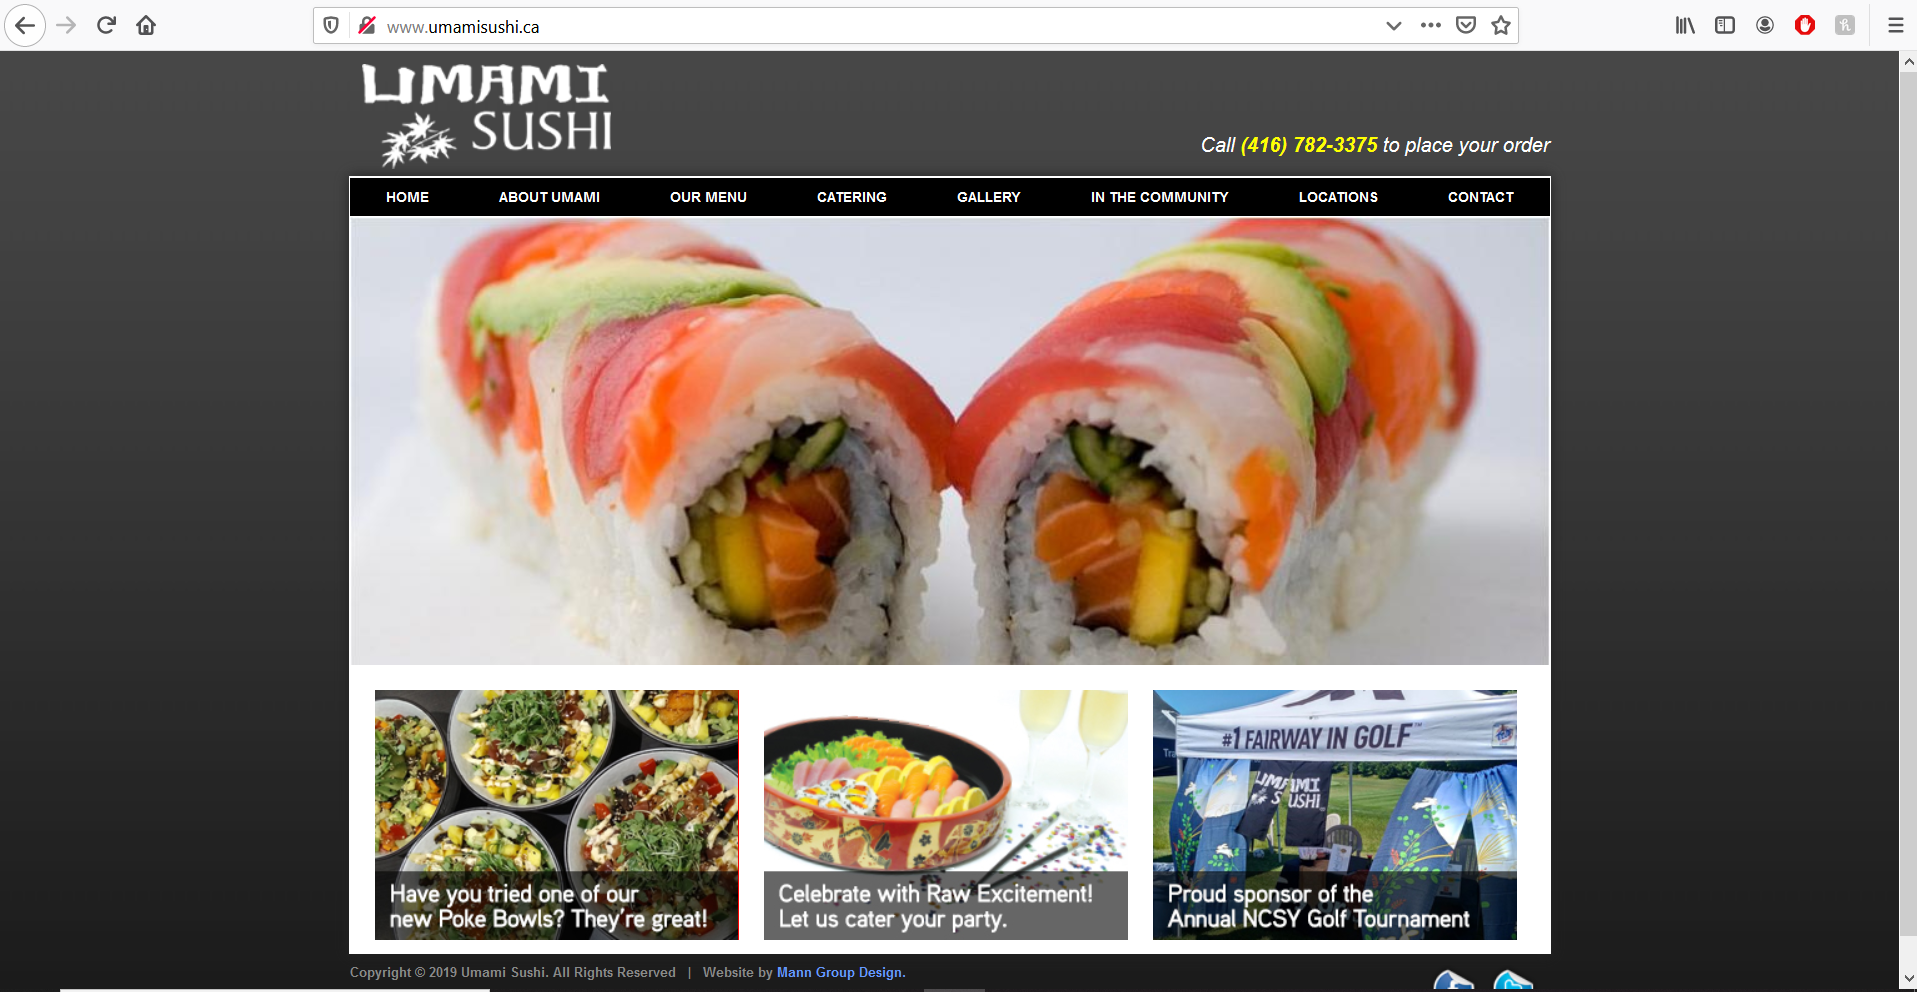 www.umamisushi.ca
UMAMI
SUSHI
Call (416) 782-3375 to place your order
HOME ABOUT UMAMI OUR MENU CATERING GALLERY IN THE COMMUNITY LOCATIONS CONTACT
#1 FAIRWAY IN GOLF™
Tra
UMAMI
SUSHI
Have you tried one of our
new Poke Bowls? They're great!
Celebrate with Raw Excitement!
Let us cater your party.
Proud sponsor of the
Annual NCSY Golf Tournament
Copyright © 2019 Umami Sushi. All Rights Reserved | Website by Mann Group Design.